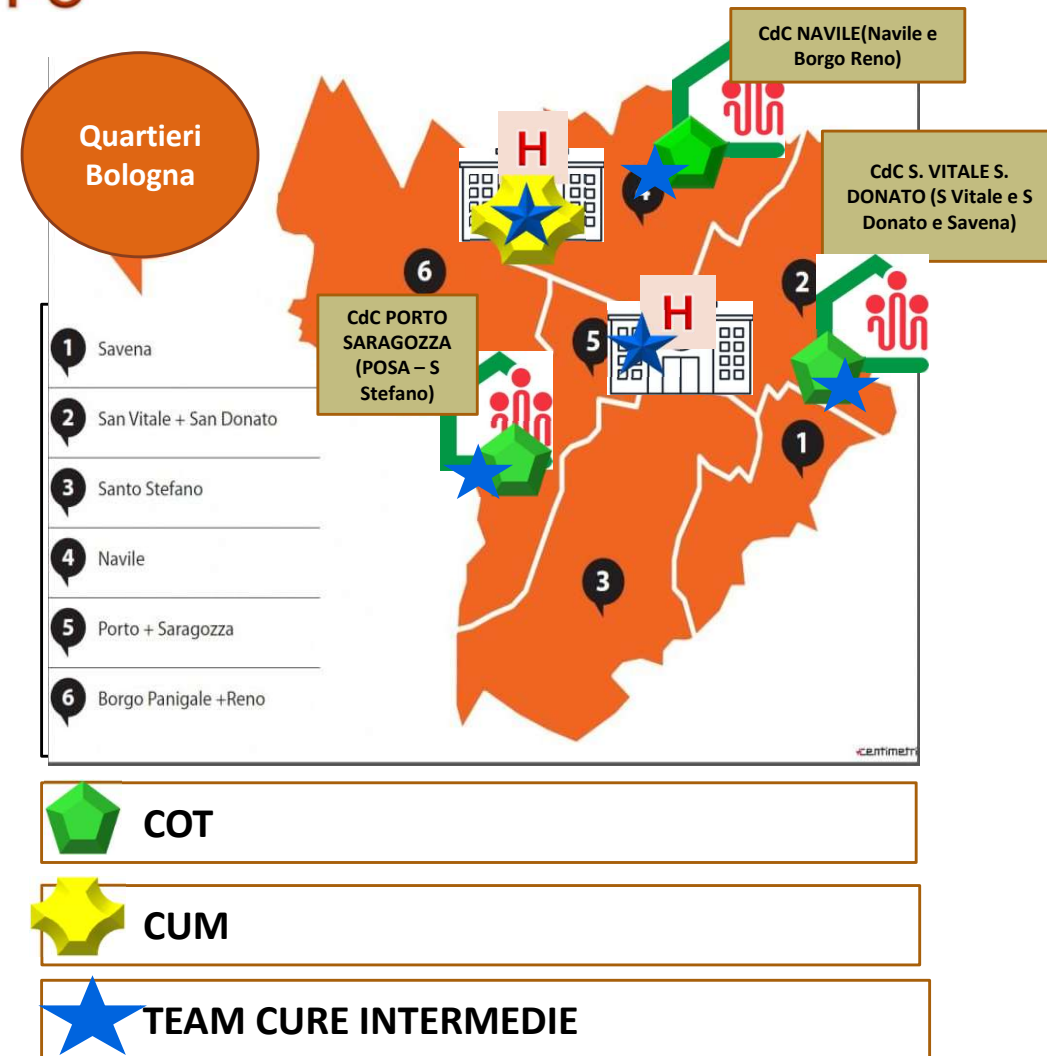 CdC NAVILE(Navile e
Borgo Reno)
Quartieri
Bologna
CdC S. VITALE S.
DONATO (S Vitale e S
Donato e Savena)
H
4
6
2
H
CdC PORTO
SARAGOZZA
(POSA – S
Stefano)
5
1
3
1 Savena
2 San Vitale + San Donato
3 Santo Stefano
4 Navile
5 Porto + Saragozza
6 Borgo Panigale +Reno
centimetri
COT
CUM
TEAM CURE INTERMEDIE